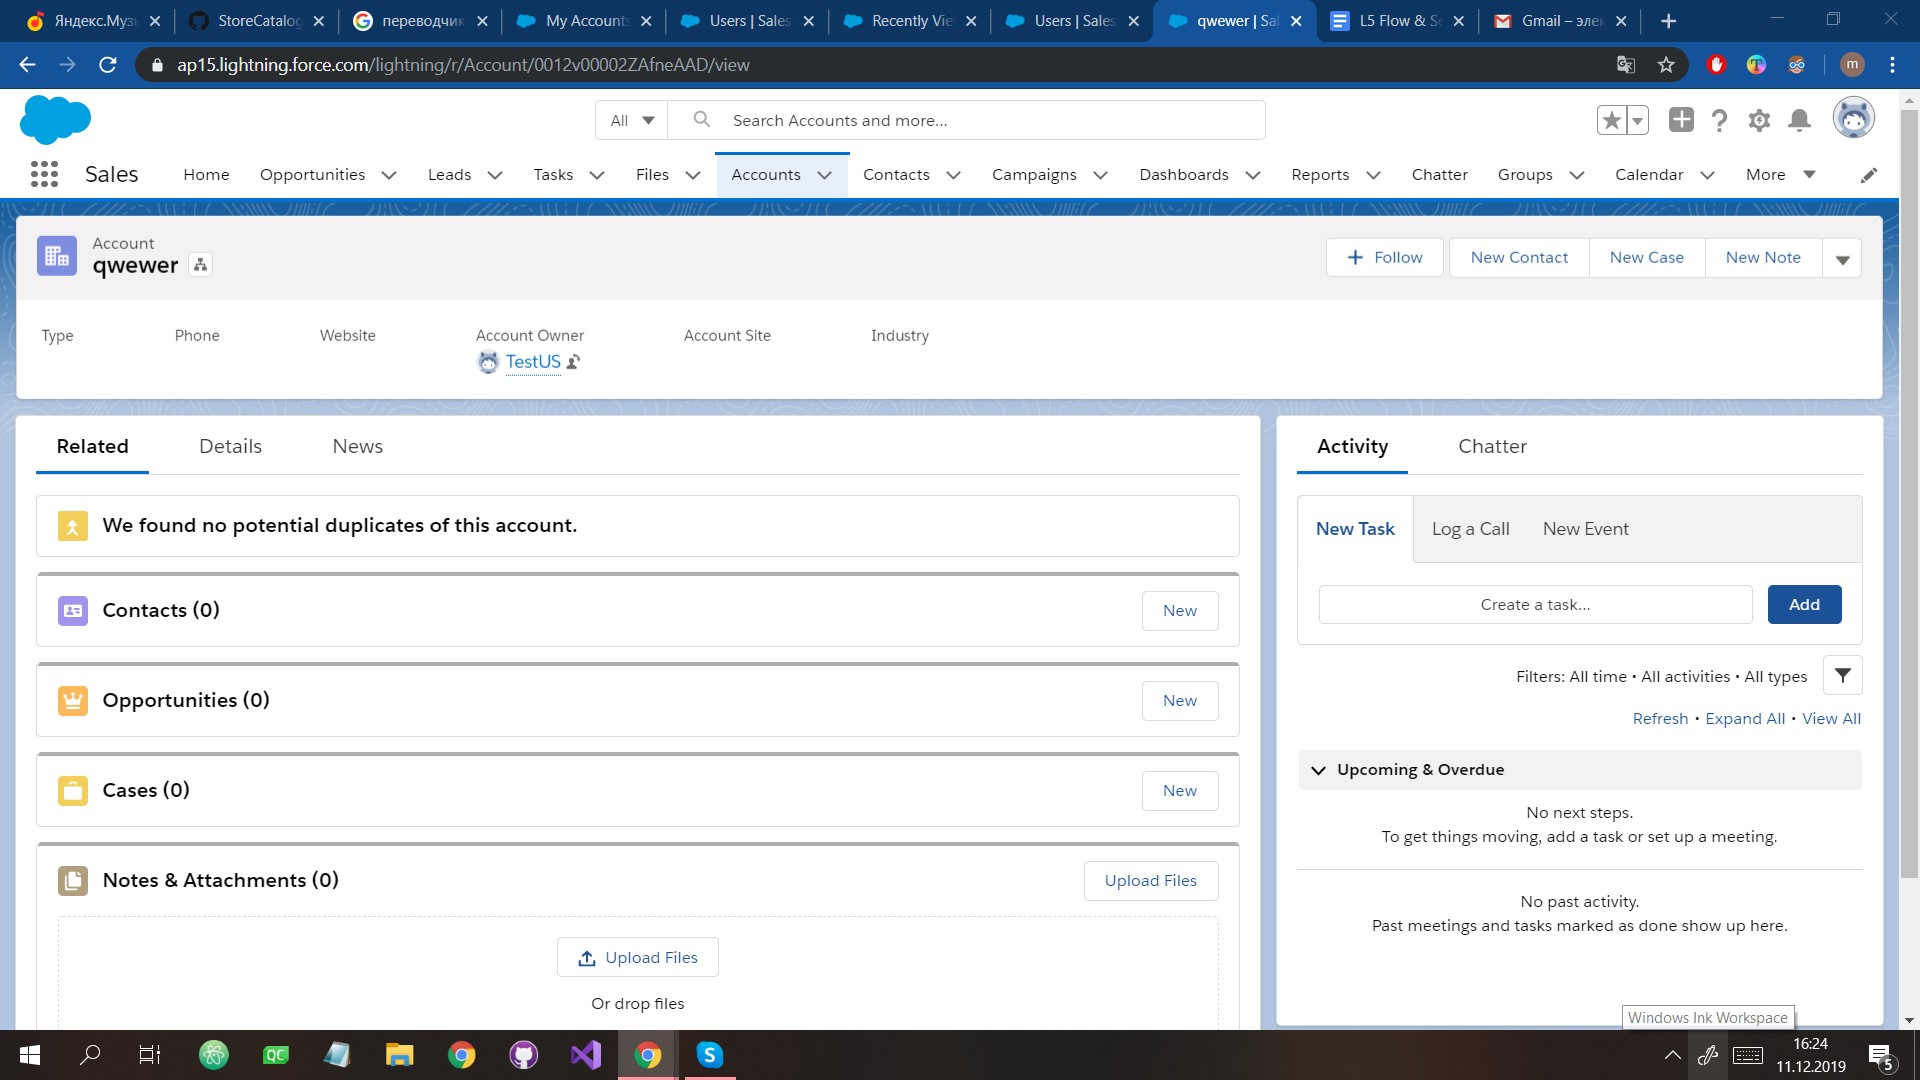 Яндекс.Музы
StoreCatalog
переводчик
My Accounts
Users | Sales
Recently Vie
Users | Sales
qwewer | Sal
L5 Flow & Se
Gmail – элек
ap15.lightning.force.com/lightning/r/Account/0012v00002ZAfneAAD/view
m
All
Search Accounts and more...
Sales
Home
Opportunities
Leads
Tasks
Files
Accounts
Contacts
Campaigns
Dashboards
Reports
Chatter
Groups
Calendar
More
Account
qwewer
Follow
New Contact
New Case
New Note
Type
Phone
Website
Account Owner
Account Site
Industry
TestUS
Related
Details
News
We found no potential duplicates of this account.
Contacts (0)
New
Opportunities (0)
New
Cases (0)
New
Notes & Attachments (0)
Upload Files
Upload Files
Or drop files
Activity
Chatter
New Task
Log a Call
New Event
Create a task...
Add
Filters: All time • All activities • All types
Refresh • Expand All • View All
Upcoming & Overdue
No next steps.
To get things moving, add a task or set up a meeting.
No past activity.
Past meetings and tasks marked as done show up here.
Windows Ink Workspace
QC
16:24
11.12.2019
5